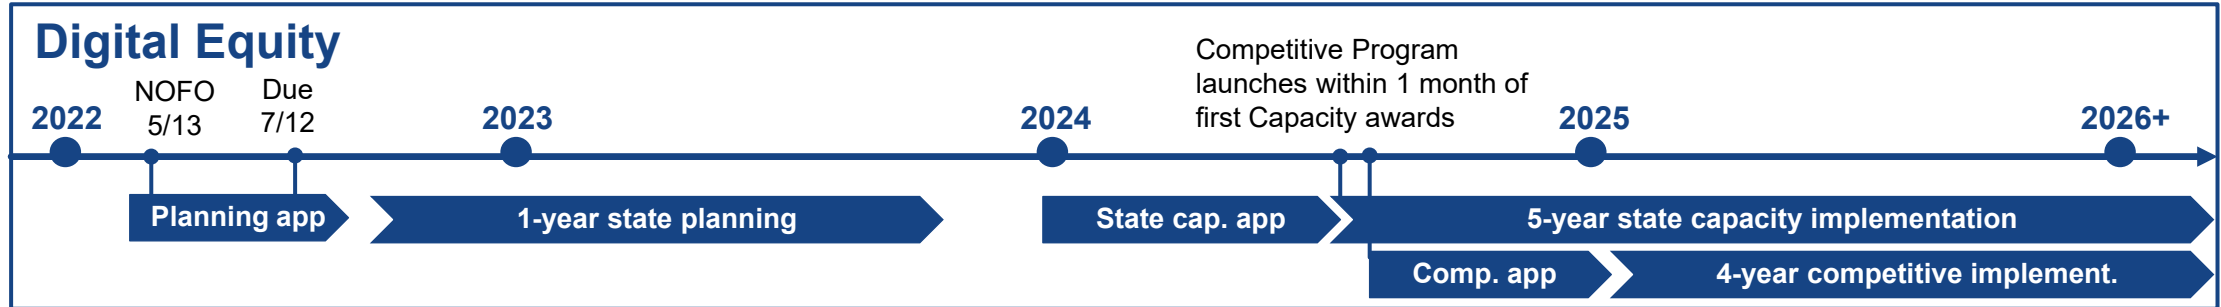 Digital Equity
NOFO
5/13
Due
7/12
Competitive Program
launches within 1 month of
first Capacity awards
2022
2023
2024
2025
2026+
Planning app
1-year state planning
State cap. app
5-year state capacity implementation
Comp. app
4-year competitive implement.